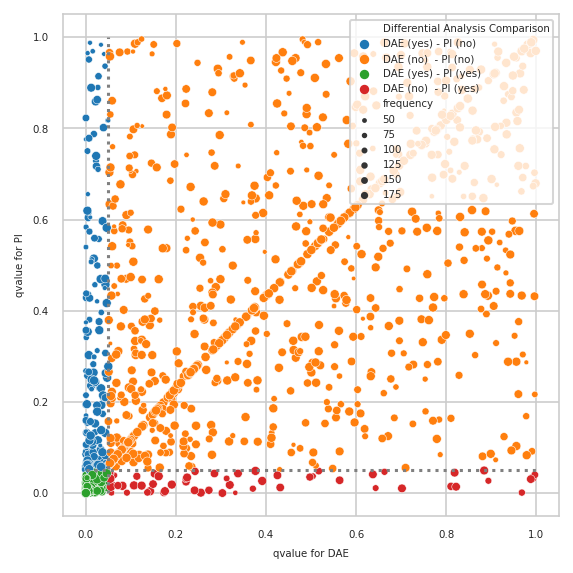 Differential Analysis Comparison
DAE (yes) - PI (no)
DAE (no)  - PI (no)
DAE (yes) - PI (yes)
DAE (no)  - PI (yes)
frequency
50
75
100
125
150
175
1.0
0.8
0.6
0.4
0.2
0.0
qvalue for PI
0.0 0.2 0.4 0.6 0.8 1.0
qvalue for DAE